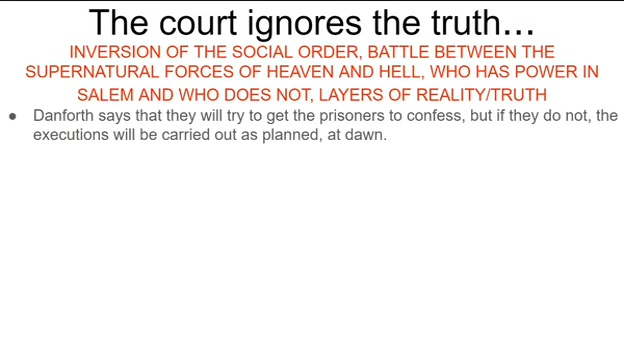 The court ignores the truth…
INVERSION OF THE SOCIAL ORDER, BATTLE BETWEEN THE
SUPERNATURAL FORCES OF HEAVEN AND HELL, WHO HAS POWER IN
SALEM AND WHO DOES NOT, LAYERS OF REALITY/TRUTH
● Danforth says that they will try to get the prisoners to confess, but if they do not, the
executions will be carried out as planned, at dawn.